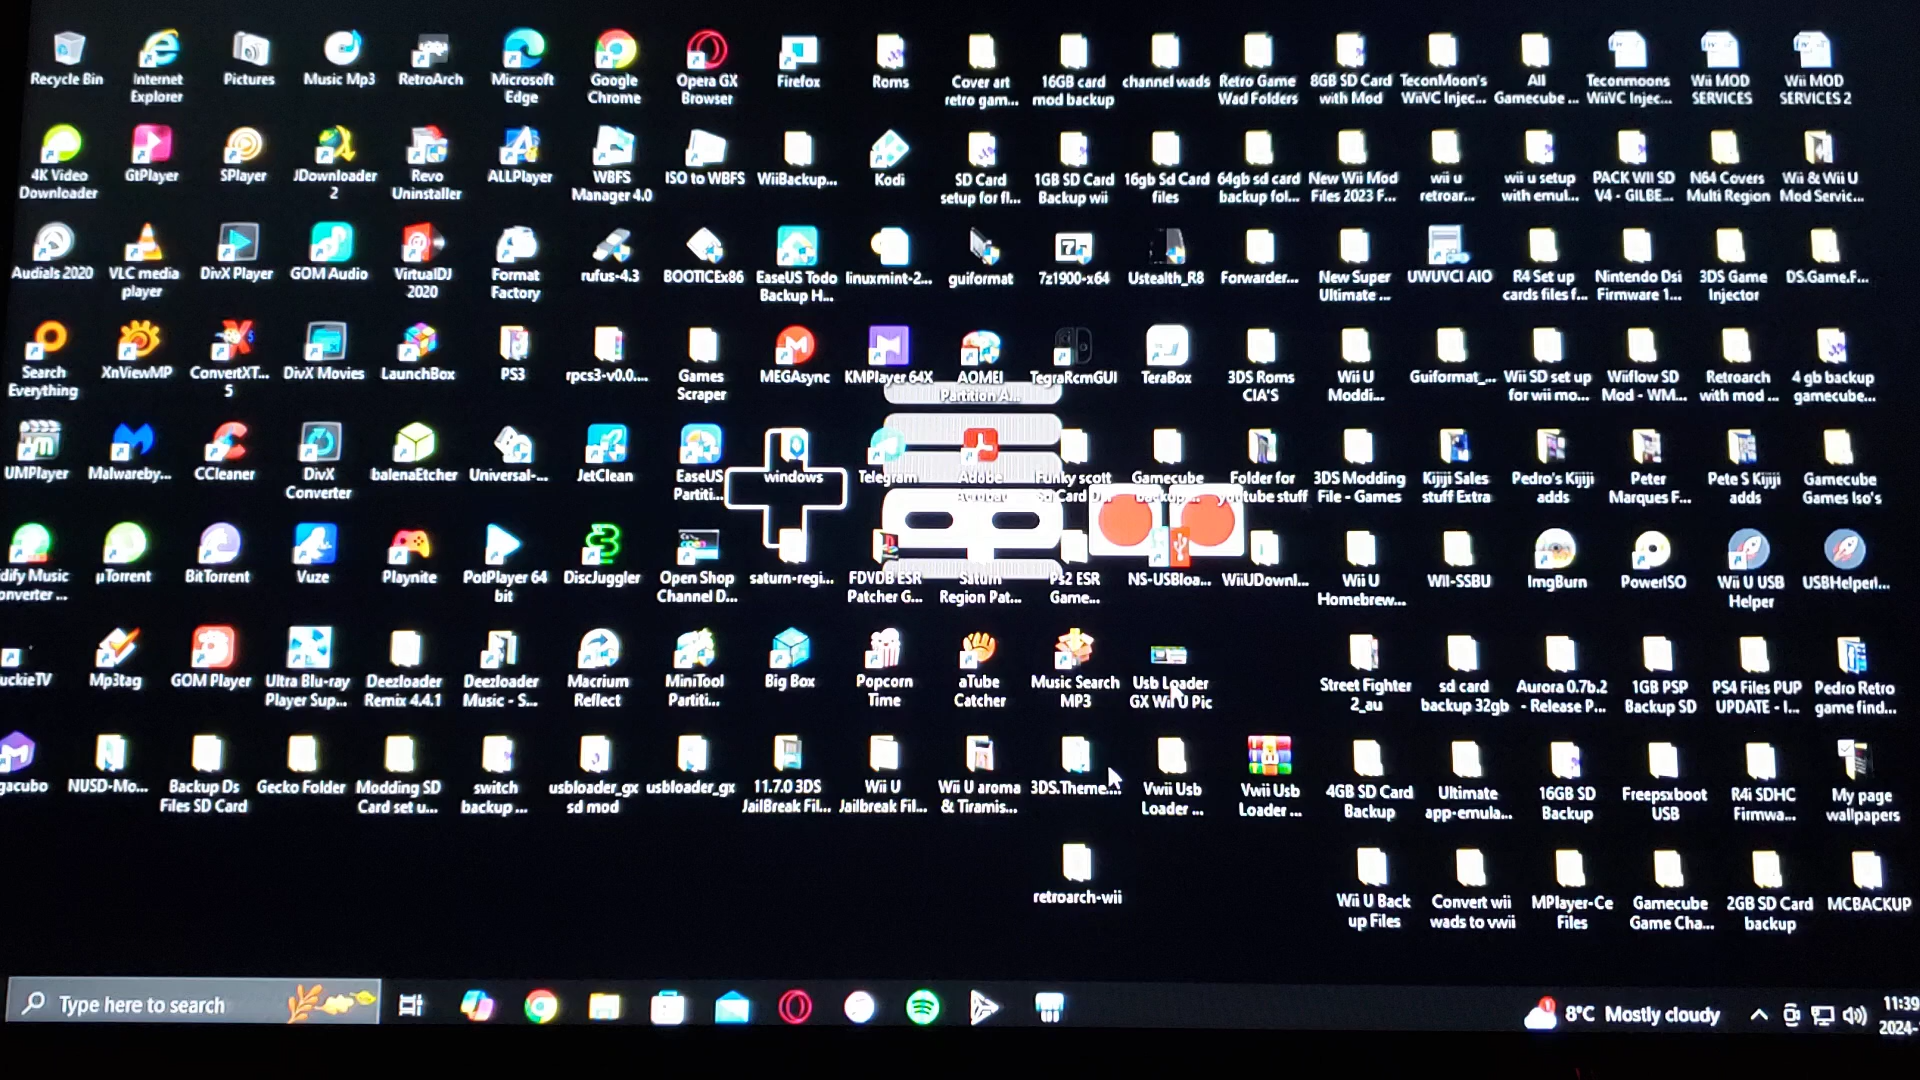 Recycle Bin
Internet
Explorer
Pictures
Music Mp3
RetroArch
Microsoft
Edge
Google
Chrome
Opera GX
Browser
Firefox
Roms
Cover art
retro gam...
16GB card
mod backup
channel wads
Retro Game
Wad Folders
8GB SD Card
with Mod
TeconMoon's
WiiVC Injec...
All
Gamecube ...
Teconmoons
WiiVC Injec...
Wii MOD
SERVICES
Wii MOD
SERVICES 2
4K Video
Downloader
GtPlayer
SPlayer
JDownloader
2
Revo
Uninstaller
ALLPlayer
WBFS
Manager 4.0
ISO to WBFS
WiiBackup...
Kodi
SD Card
setup for fl...
1GB SD Card
Backup wii
16gb Sd Card
files
64gb sd card
backup fol...
New Wii Mod
Files 2023 F...
wii u
retroar...
wii u setup
with emul...
PACK WII SD
V4 - GILBE...
N64 Covers
Multi Region
Wii & Wii U
Mod Servic...
Audials 2020
VLC media
player
DivX Player
GOM Audio
VirtualDJ
2020
Format
Factory
rufus-4.3
BOOTICEx86
EaseUS Todo
Backup H...
linuxmint-2...
guiformat
7z1900-x64
Ustealth_R8
Forwarder...
New Super
Ultimate ...
UWUVCI AIO
R4 Set up
cards files f...
Nintendo Dsi
Firmware 1...
3DS Game
Injector
DS.Game.F...
Search
Everything
XnViewMP
ConvertXT...
5
DivX Movies
LaunchBox
PS3
rpcs3-v0.0....
Games
Scraper
MEGAsync
KMPlayer 64X
AOMEI
Partition A...
TegraRcmGUI
TeraBox
3DS Roms
CIA'S
Wii U
Moddi...
Guiformat_...
Wii SD set up
for wii mo...
Wiiflow SD
Mod - WM...
Retroarch
with mod ...
4 gb backup
gamecube...
UMPlayer
Malwareby...
CCleaner
DivX
Converter
balenaEtcher
Universal-...
JetClean
EaseUS
Partiti...
windows
Telegram
Adobe
Acrobat
Funky scott
Sd Card D...
Gamecube
backup...
Folder for
youtube stuff
3DS Modding
File - Games
Kijiji Sales
stuff Extra
Pedro's Kijiji
adds
Peter
Marques F...
Pete S Kijiji
adds
Gamecube
Games Iso's
dify Music
onverter ...
µTorrent
BitTorrent
Vuze
Playnite
PotPlayer 64
bit
DiscJuggler
Open Shop
Channel D...
saturn-regi...
FDVDB ESR
Patcher G...
Saturn
Region Pat...
Ps2 ESR
Game...
NS-USBloa...
WiiUDownl...
Wii U
Homebrew...
WII-SSBU
ImgBurn
PowerISO
Wii U USB
Helper
USBHelperI...
uckieTV
Mp3tag
GOM Player
Ultra Blu-ray
Player Sup...
Deezloader
Remix 4.4.1
Deezloader
Music - S...
Macrium
Reflect
MiniTool
Partiti...
Big Box
Popcorn
Time
aTube
Catcher
Music Search
MP3
Usb Loader
GX Wii U Pic
Street Fighter
2_au
sd card
backup 32gb
Aurora 0.7b.2
- Release P...
1GB PSP
Backup SD
PS4 Files PUP
UPDATE - I...
Pedro Retro
game find...
gacubo
NUSD-Mo...
Backup Ds
Files SD Card
Gecko Folder
Modding SD
Card set u...
switch
backup ...
usbloader_gx
sd mod
usbloader_gx
11.7.0 3DS
JailBreak Fil...
Wii U
Jailbreak Fil...
Wii U aroma
& Tiramis...
3DS.Theme....
Vwii Usb
Loader ...
Vwii Usb
Loader ...
4GB SD Card
Backup
Ultimate
app-emula...
16GB SD
Backup
Freepsxboot
USB
R4i SDHC
Firmwa...
My page
wallpapers
retroarch-wii
Wii U Back
up Files
Convert wii
wads to vwii
MPlayer-Ce
Files
Gamecube
Game Cha...
2GB SD Card
backup
MCBACKUP
Type here to search
8°C Mostly cloudy
11:39
2024-